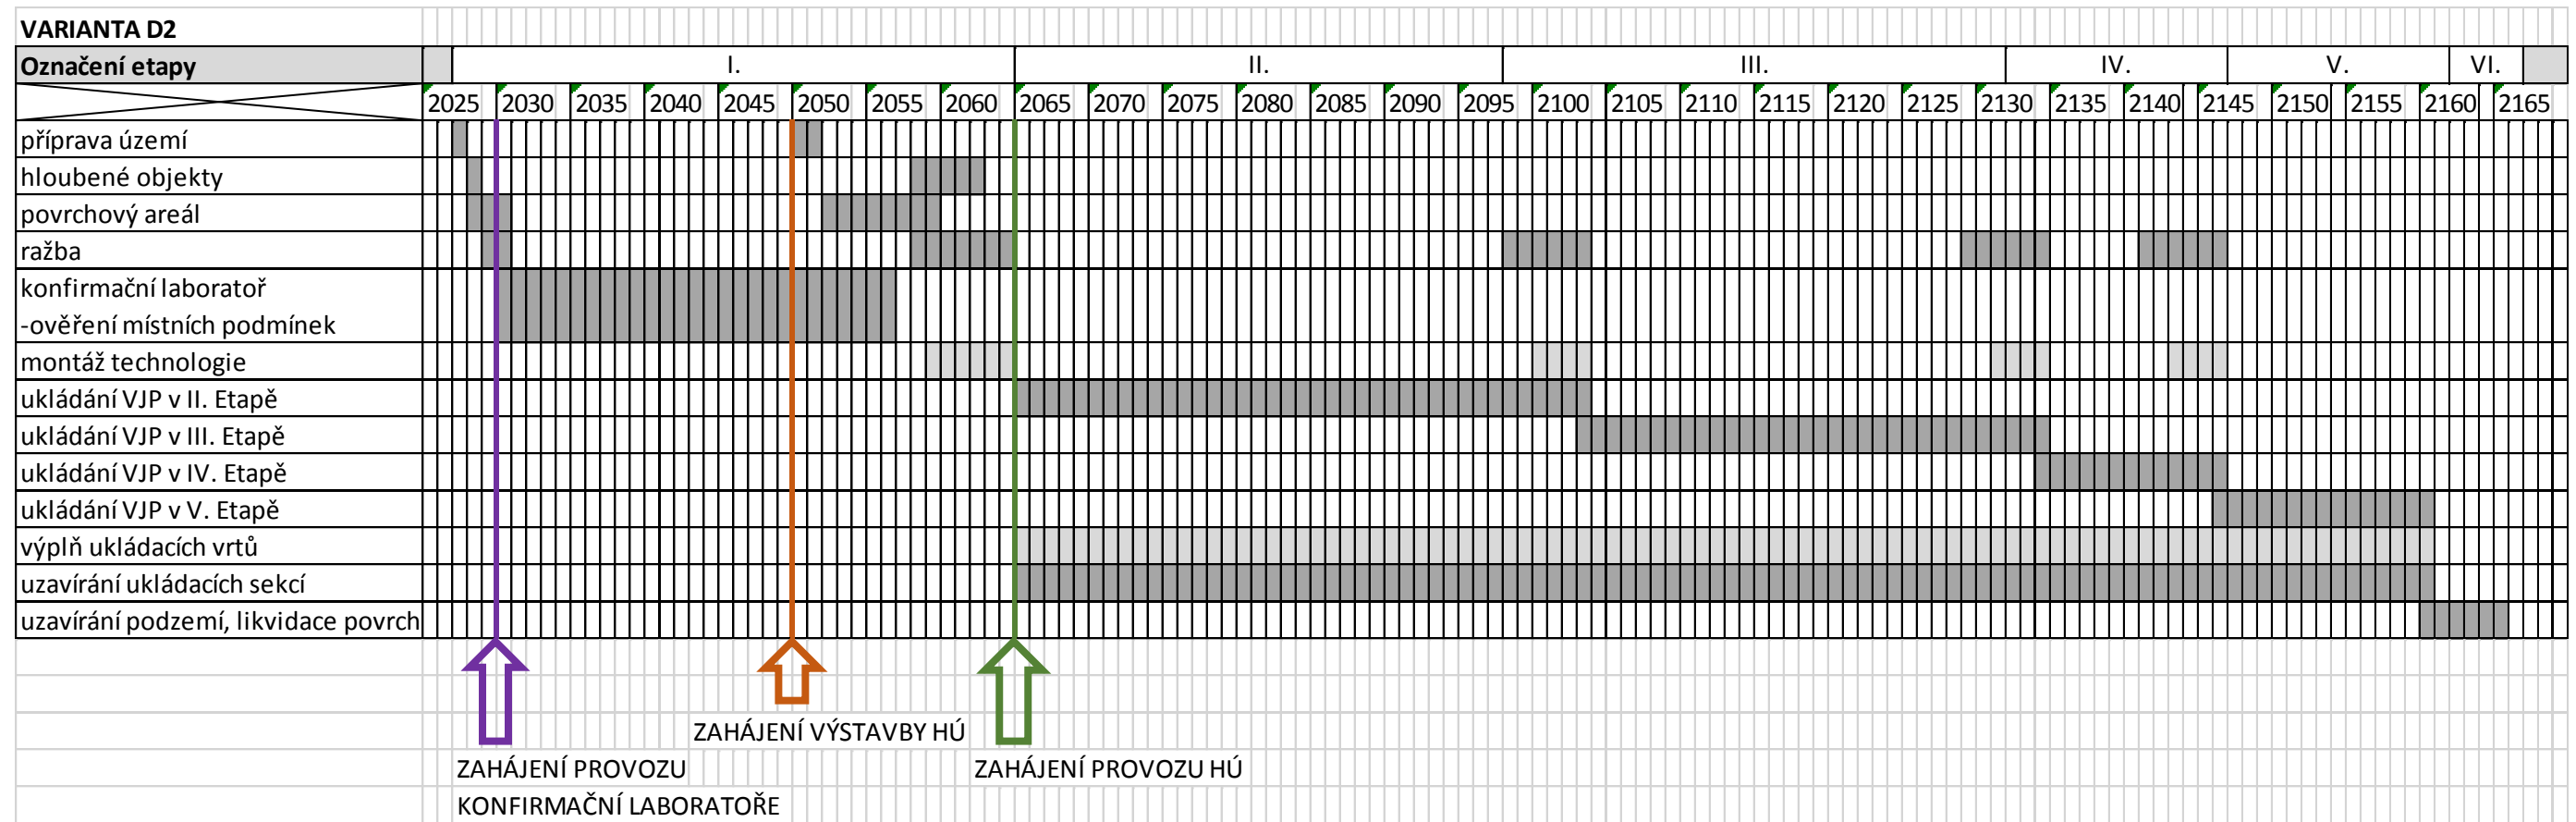 VARIANTA D2
Označení etapy I. II. III. IV. V. VI.
2025 2030 2035 2040 2045 2050 2055 2060 2065 2070 2075 2080 2085 2090 2095 2100 2105 2110 2115 2120 2125 2130 2135 2140 2145 2150 2155 2160 2165
příprava území
hloubené objekty
povrchový areál
ražba
konfirmační laboratoř
-ověření místních podmínek
montáž technologie
ukládání VJP v II. Etapě
ukládání VJP v III. Etapě
ukládání VJP v IV. Etapě
ukládání VJP v V. Etapě
výplň ukládacích vrtů
uzavírání ukládacích sekcí
uzavírání podzemí, likvidace povrch
ZAHÁJENÍ VÝSTAVBY HÚ
ZAHÁJENÍ PROVOZU ZAHÁJENÍ PROVOZU HÚ
KONFIRMAČNÍ LABORATOŘE